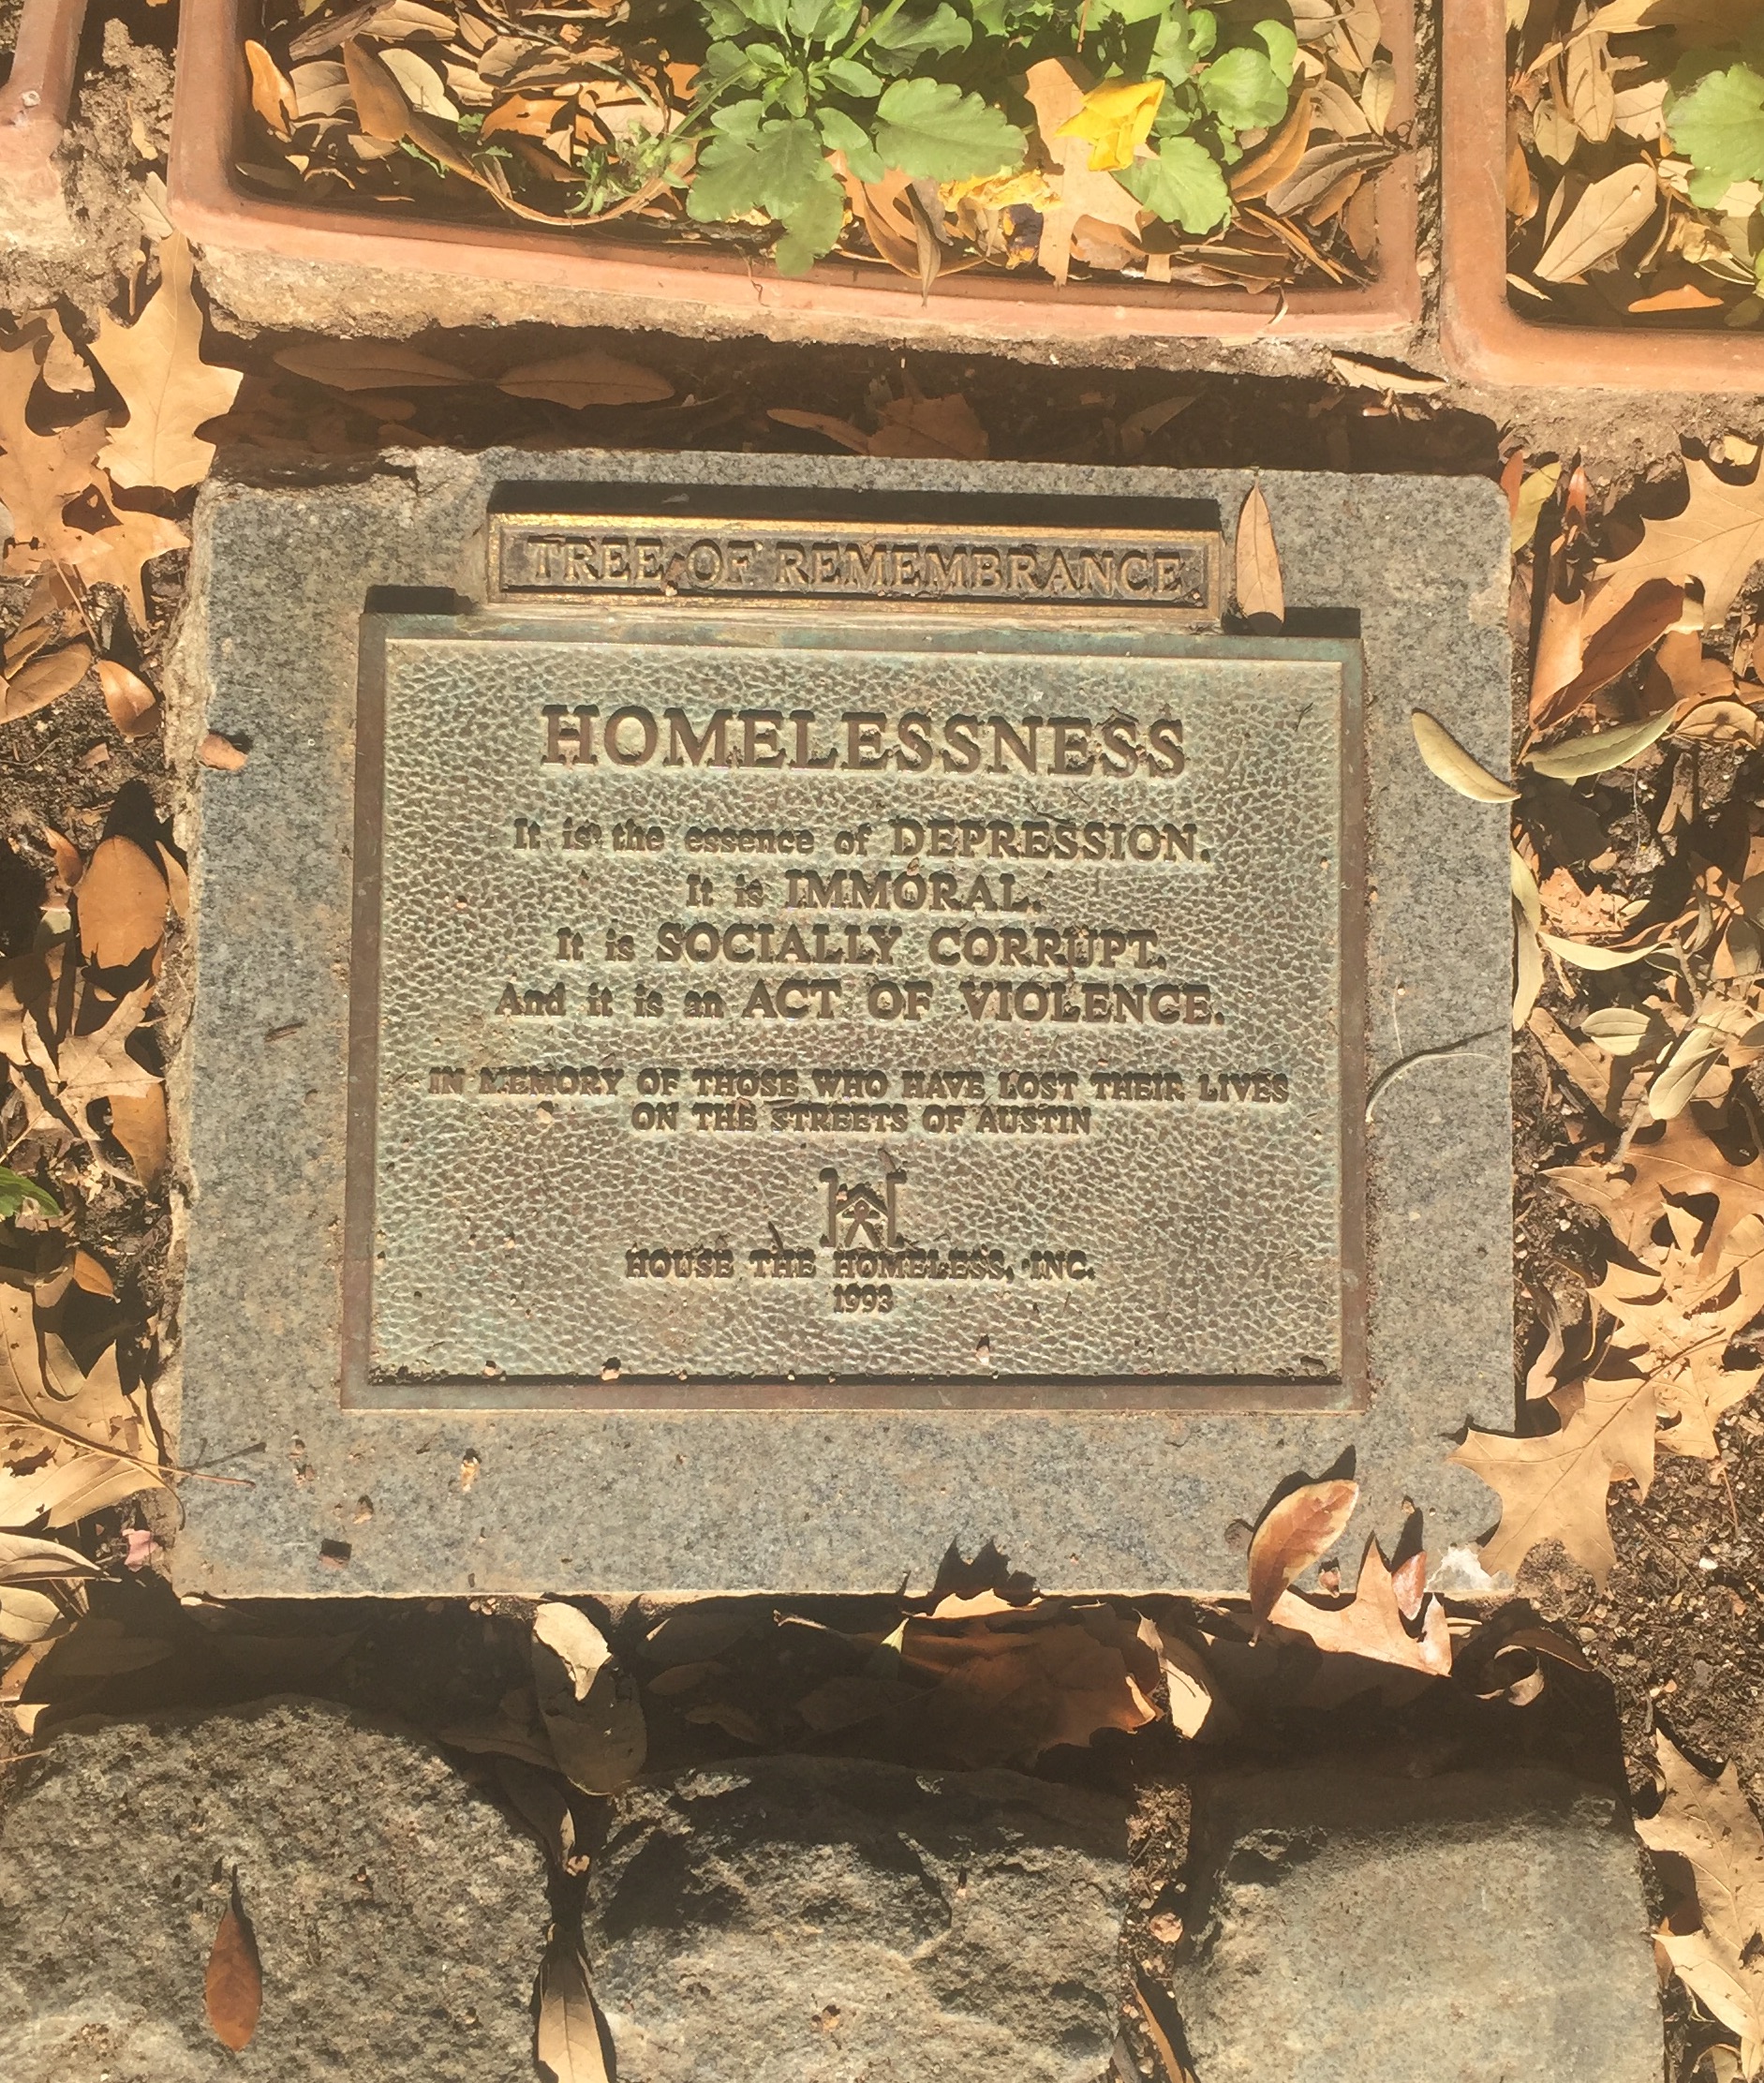 TREE OF REMEMBRANCE
HOMELESSNESS
It is the essence of DEPRESSION.
It is IMMORAL.
It is SOCIALLY CORRUPT.
And it is an ACT OF VIOLENCE.
IN MEMORY OF THOSE WHO HAVE LOST THEIR LIVES
ON THE STREETS OF AUSTIN
HOUSE THE HOMELESS, INC.
1993